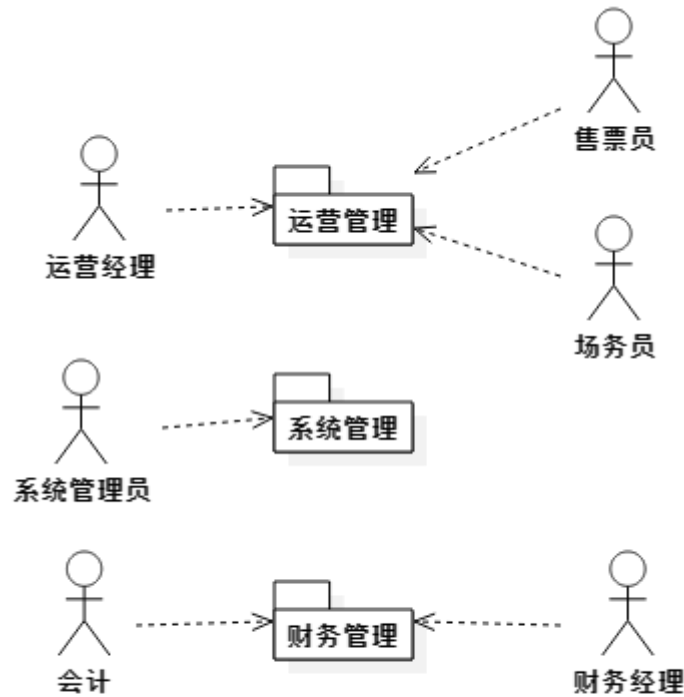 售票员
运营管理
运营经理
场务员
系统管理
系统管理员
财务管理
会计
财务经理